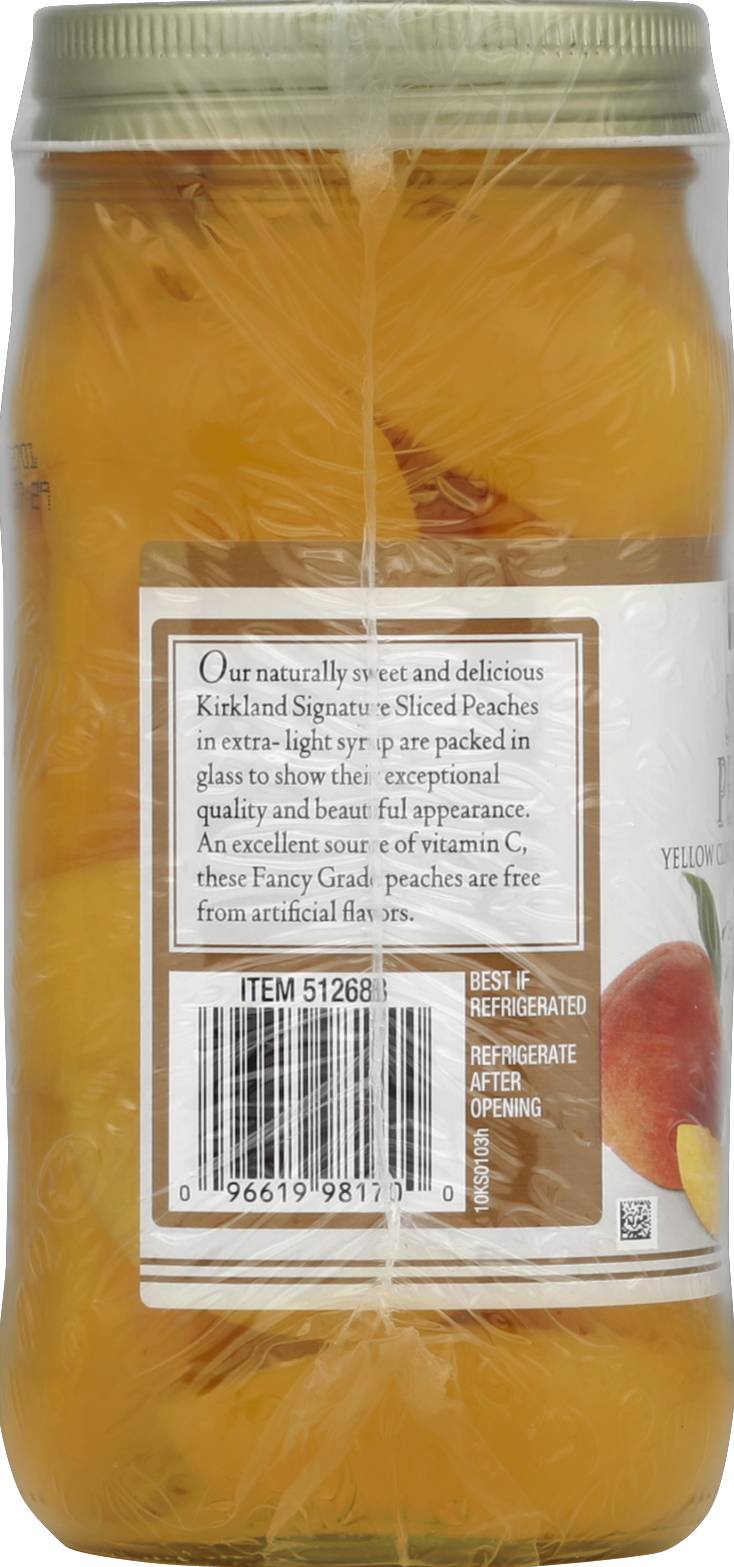 Our naturally sweet and delicious
Kirkland Signature Sliced Peaches
in extra- light syrup are packed in
glass to show their exceptional
quality and beautiful appearance.
An excellent source of vitamin C,
these Fancy Grade peaches are free
from artificial flavors.
ITEM 512688
BEST IF
REFRIGERATED
REFRIGERATE
AFTER
OPENING
10KS0103h
0 96619 98170 0
YELLOW